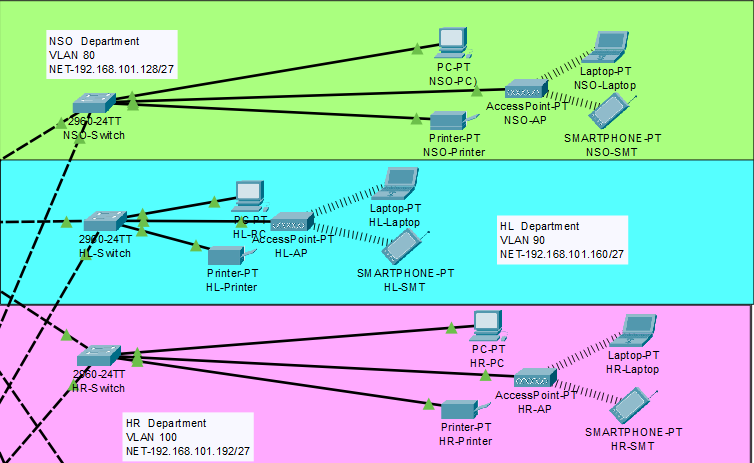 NSO Department
VLAN 80
NET-192.168.101.128/27
2960-24TT
NSO-Switch
PC-PT
NSO-PC
AccessPoint-PT
NSO-AP
Laptop-PT
NSO-Laptop
Printer-PT
NSO-Printer
SMARTPHONE-PT
NSO-SMT
2960-24TT
HL-Switch
PC-PT
HL-PC
AccessPoint-PT
HL-AP
Laptop-PT
HL-Laptop
Printer-PT
HL-Printer
SMARTPHONE-PT
HL-SMT
HL Department
VLAN 90
NET-192.168.101.160/27
2960-24TT
HR-Switch
PC-PT
HR-PC
AccessPoint-PT
HR-AP
Laptop-PT
HR-Laptop
Printer-PT
HR-Printer
SMARTPHONE-PT
HR-SMT
HR Department
VLAN 100
NET-192.168.101.192/27